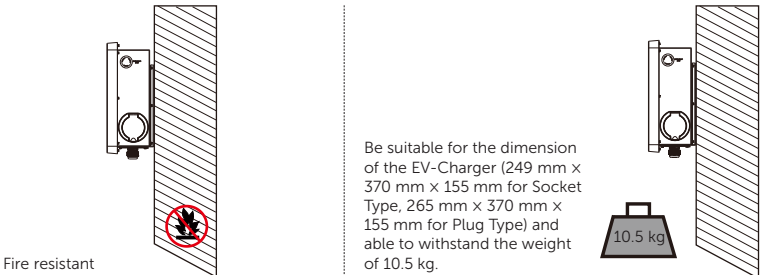 Fire resistant
Be suitable for the dimension
of the EV-Charger (249 mm ×
370 mm × 155 mm for Socket
Type, 265 mm × 370 mm ×
155 mm for Plug Type) and
able to withstand the weight
of 10.5 kg.
10.5 kg